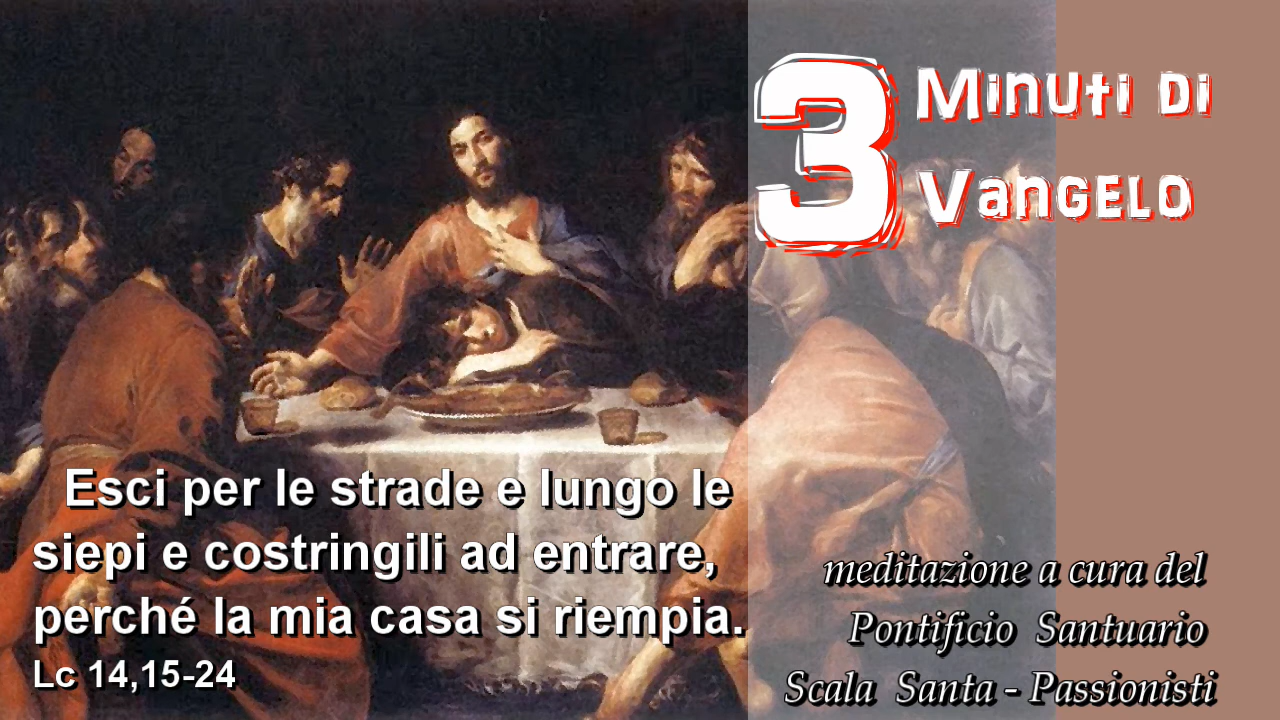 3 Minuti di
Vangelo
Esci per le strade e lungo le
siepi e costringili ad entrare,
perché la mia casa si riempia.
Lc 14,15-24
meditazione a cura del
Pontificio Santuario
Scala Santa - Passionisti